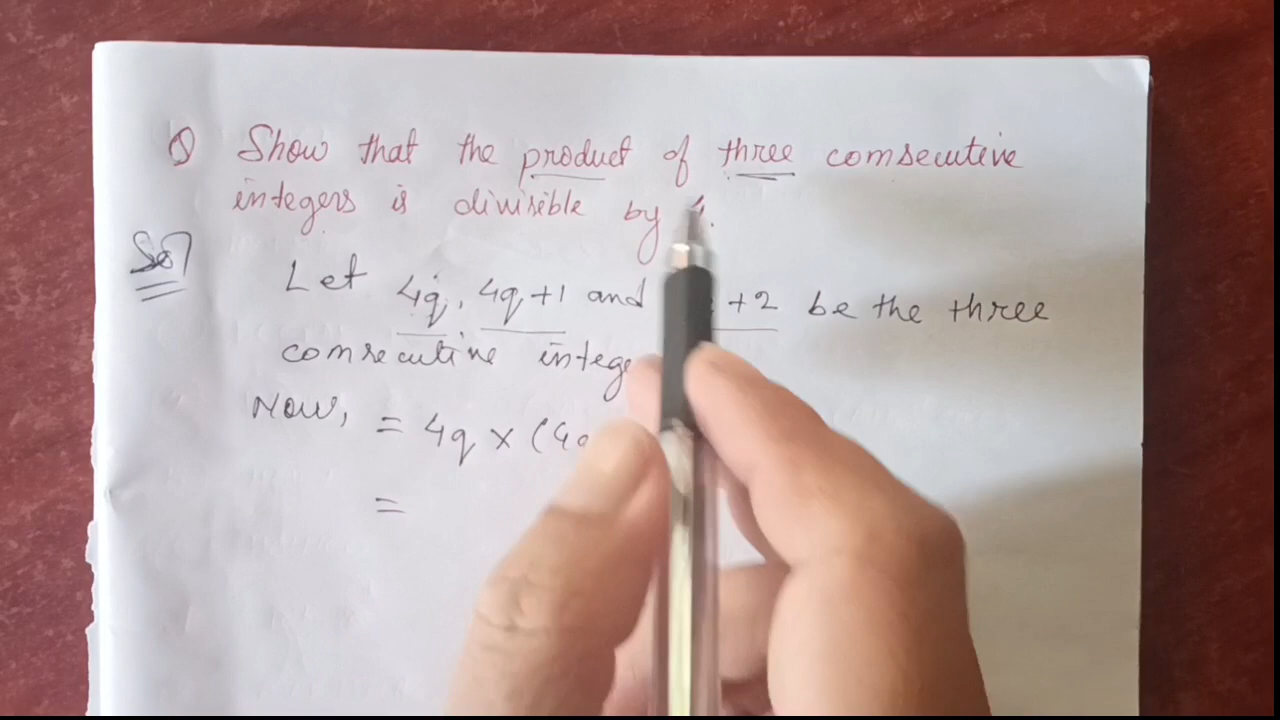 Q Show that the product of three comsecutive
integers is divisible by
Sol
Let 4q, 4q+1 and +2 be the three
comsecutive
Now, = 4q × (4q
=